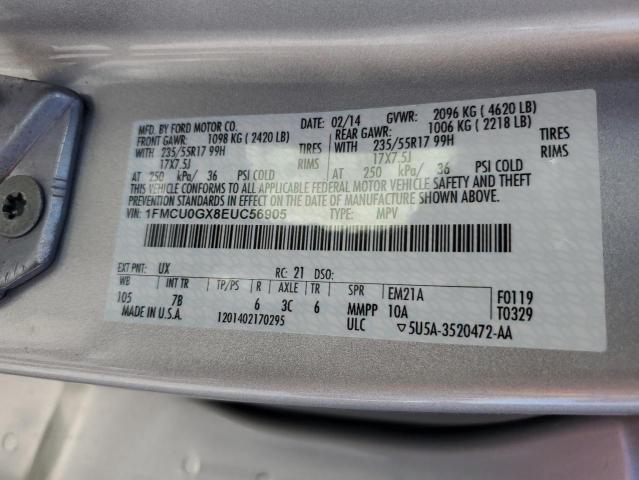 MFD. BY FORD MOTOR CO. DATE: 02/14 GVWR: 2096 KG ( 4620 LB)
FRONT GAWR: 1098 KG ( 2420 LB) REAR GAWR: 1006 KG ( 2218 LB)
WITH 235/55R17 99H TIRES WITH 235/55R17 99H TIRES
17X7.5J RIMS 17X7.5J RIMS
AT 250 kPa/ 36 PSI COLD AT 250 kPa/ 36 PSI COLD
THIS VEHICLE CONFORMS TO ALL APPLICABLE FEDERAL MOTOR VEHICLE SAFETY AND THEFT
PREVENTION STANDARDS IN EFFECT ON THE DATE OF MANUFACTURE SHOWN ABOVE.
VIN: 1FMCU0GX8EUC56905 TYPE: MPV
EXT PNT: UX RC: 21 DSO:
WB INT TR TP/PS R AXLE TR SPR EM21A F0119
105 7B 6 3C 6 MMPP 10A T0329
MADE IN U.S.A. 1201402170295 ULC 5U5A-3520472-AA